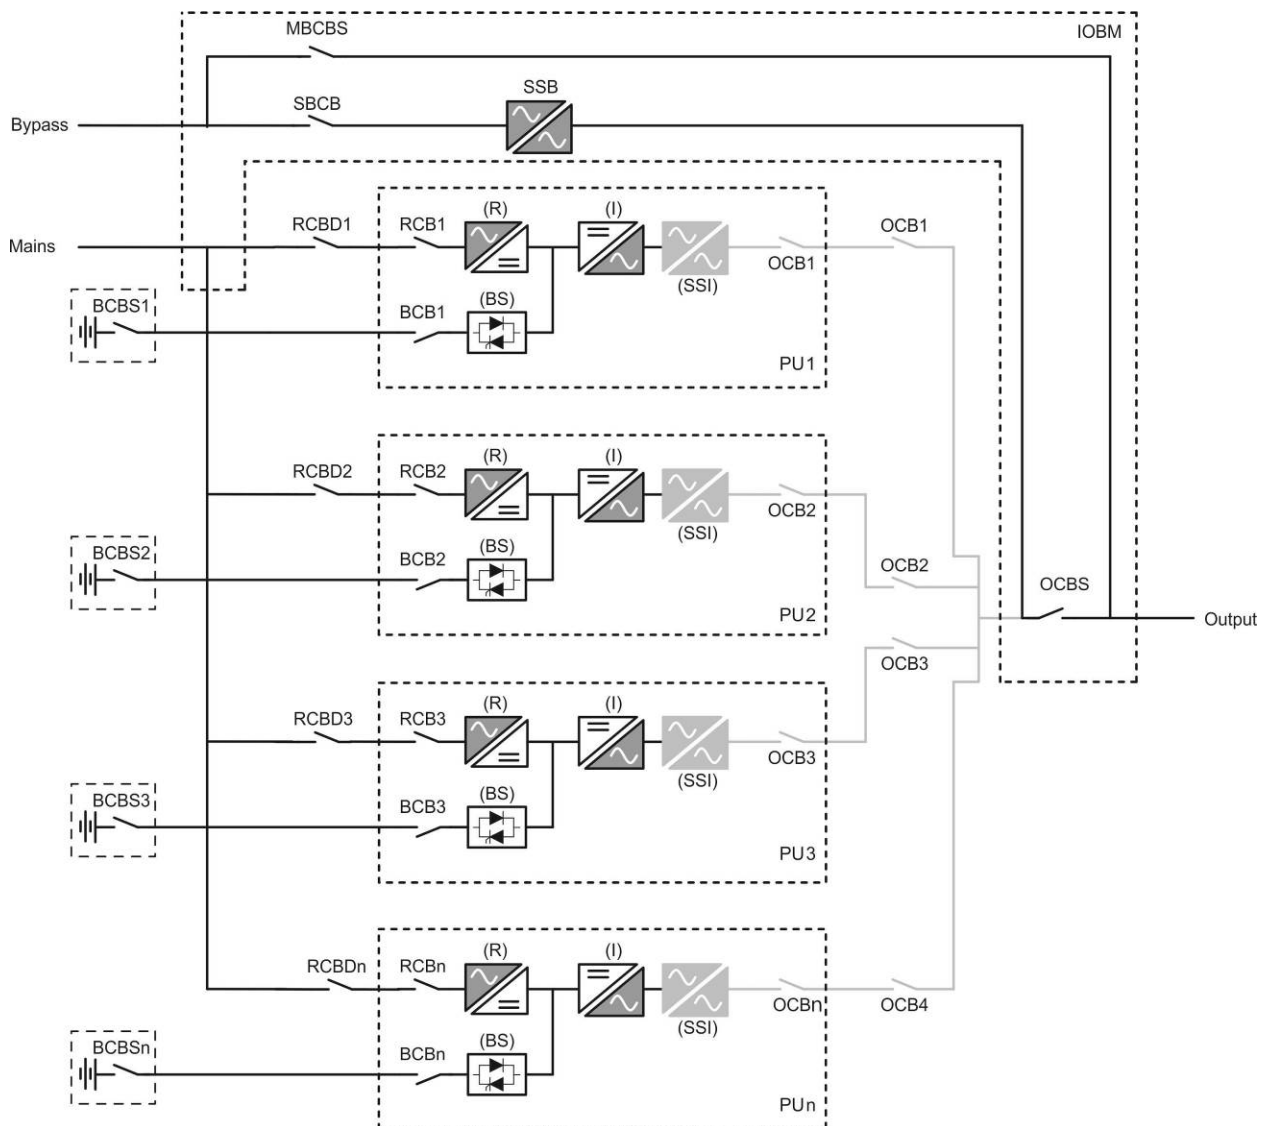 MBCBS
IOBM
SSB
SBCB
Bypass
(R)
(I)
RCBD1
RCB1
OCB1
Mains
OCB1
(SSI)
BCBS1
BCB1
(BS)
PU1
(R)
(I)
RCBD2
RCB2
OCB2
(SSI)
BCBS2
BCB2
(BS)
OCB2
OCBS
PU2
Output
OCB3
(R)
(I)
RCBD3
RCB3
OCB3
(SSI)
BCBS3
BCB3
(BS)
PU3
(R)
(I)
RCBDn
RCBn
OCBn
OCB4
(SSI)
BCBSn
BCBn
(BS)
PUn